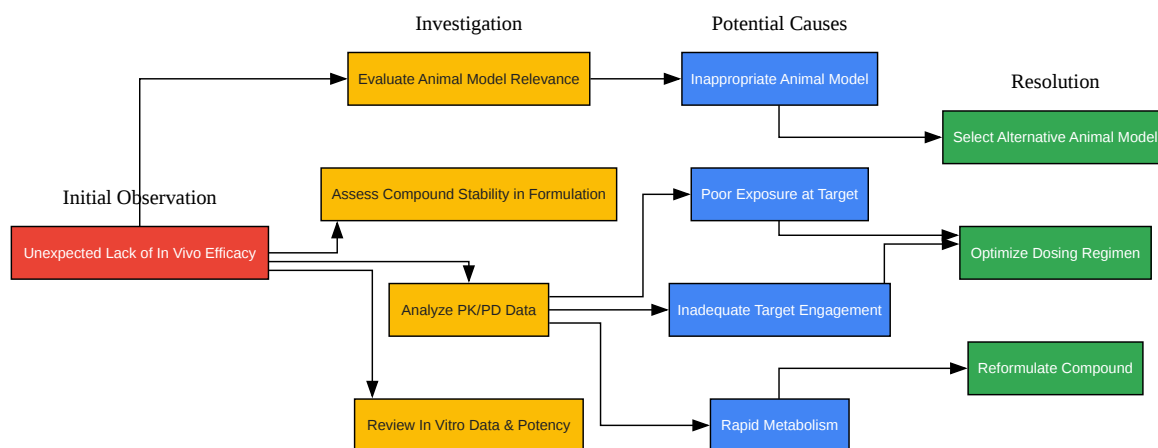 Investigation
Potential Causes
Evaluate Animal Model Relevance
Inappropriate Animal Model
Resolution
Select Alternative Animal Model
Initial Observation
Assess Compound Stability in Formulation
Poor Exposure at Target
Unexpected Lack of In Vivo Efficacy
Optimize Dosing Regimen
Analyze PK/PD Data
Inadequate Target Engagement
Reformulate Compound
Review In Vitro Data & Potency
Rapid Metabolism